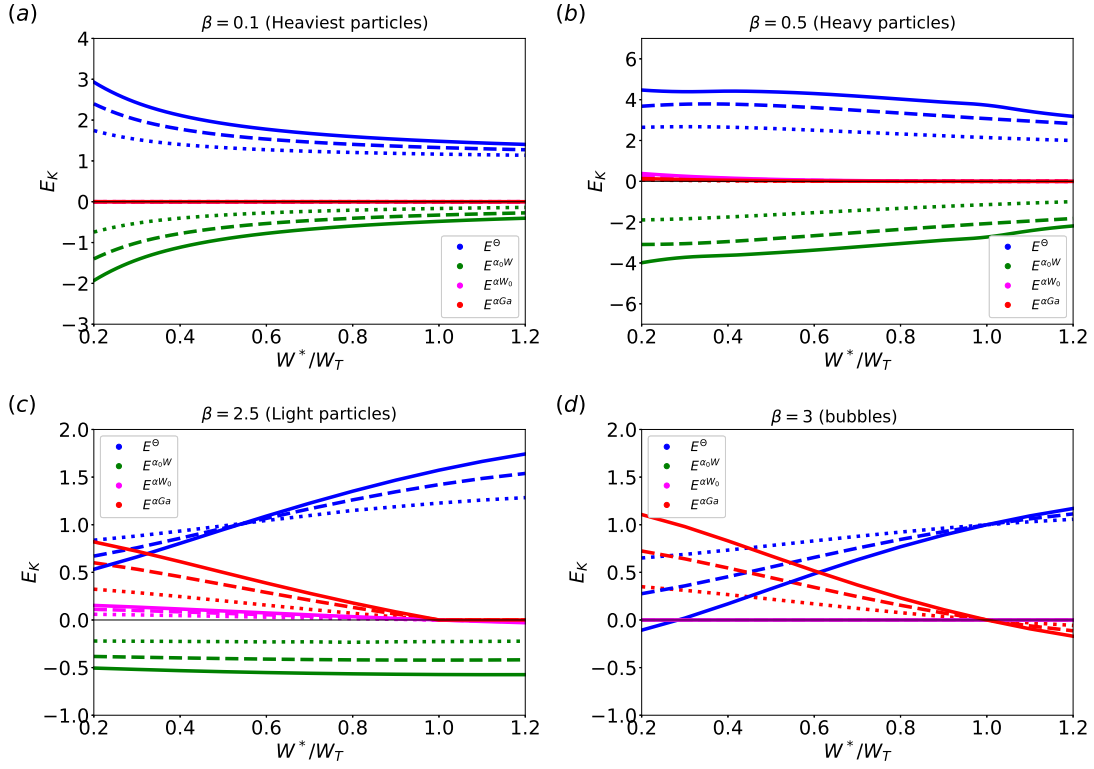 (a)
β = 0.1 (Heaviest particles)
4
3
2
1
0
−1
−2
−3
E_K
0.2 0.4 0.6 0.8 1.0 1.2
W*/W_T
E^Θ
E^{α₀W}
E^{αW₀}
E^{αGa}
(b)
β = 0.5 (Heavy particles)
6
4
2
0
−2
−4
−6
E_K
0.2 0.4 0.6 0.8 1.0 1.2
W*/W_T
E^Θ
E^{α₀W}
E^{αW₀}
E^{αGa}
(c)
β = 2.5 (Light particles)
2.0
1.5
1.0
0.5
0.0
−0.5
−1.0
E_K
0.2 0.4 0.6 0.8 1.0 1.2
W*/W_T
E^Θ
E^{α₀W}
E^{αW₀}
E^{αGa}
(d)
β = 3 (bubbles)
2.0
1.5
1.0
0.5
0.0
−0.5
−1.0
E_K
0.2 0.4 0.6 0.8 1.0 1.2
W*/W_T
E^Θ
E^{α₀W}
E^{αW₀}
E^{αGa}